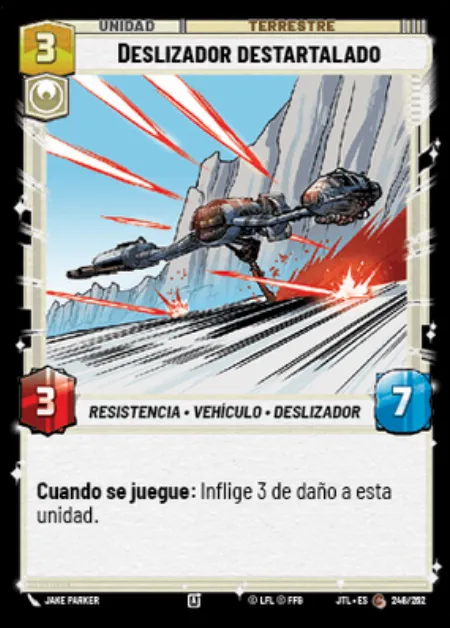 UNIDAD TERRESTRE
3 DESLIZADOR DESTARTALADO
3 RESISTENCIA • VEHÍCULO • DESLIZADOR 7
Cuando se juegue: Inflige 3 de daño a esta
unidad.
JAKE PARKER A © LFL © FFG JTL • ES C 246/262